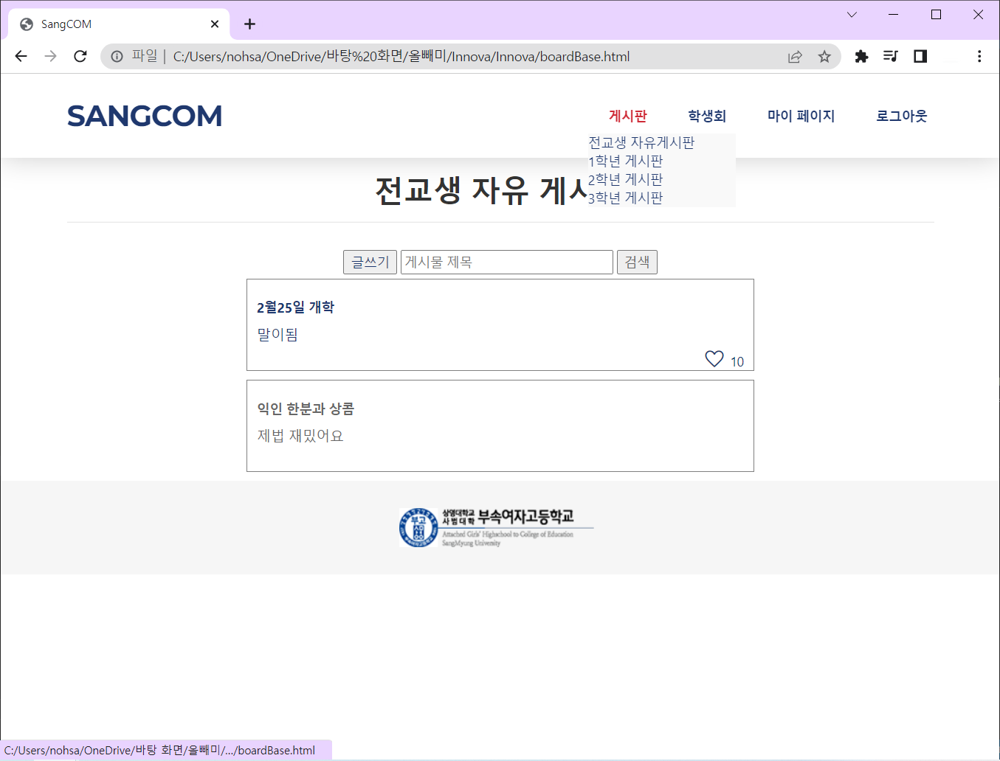 SangCOM
파일 | C:/Users/nohsa/OneDrive/바탕%20화면/올빼미/Innova/Innova/boardBase.html
SANGCOM
게시판 학생회 마이 페이지 로그아웃
전교생 자유게시판
1학년 게시판
2학년 게시판
3학년 게시판
전교생 자유 게시
글쓰기 게시물 제목 검색
2월25일 개학
말이됨
10
익인 한분과 상콤
제법 재밌어요
상명대학교
사범대학 부속여자고등학교
Attached Girls' Highschool to College of Education
SangMyung University
C:/Users/nohsa/OneDrive/바탕 화면/올빼미/.../boardBase.html